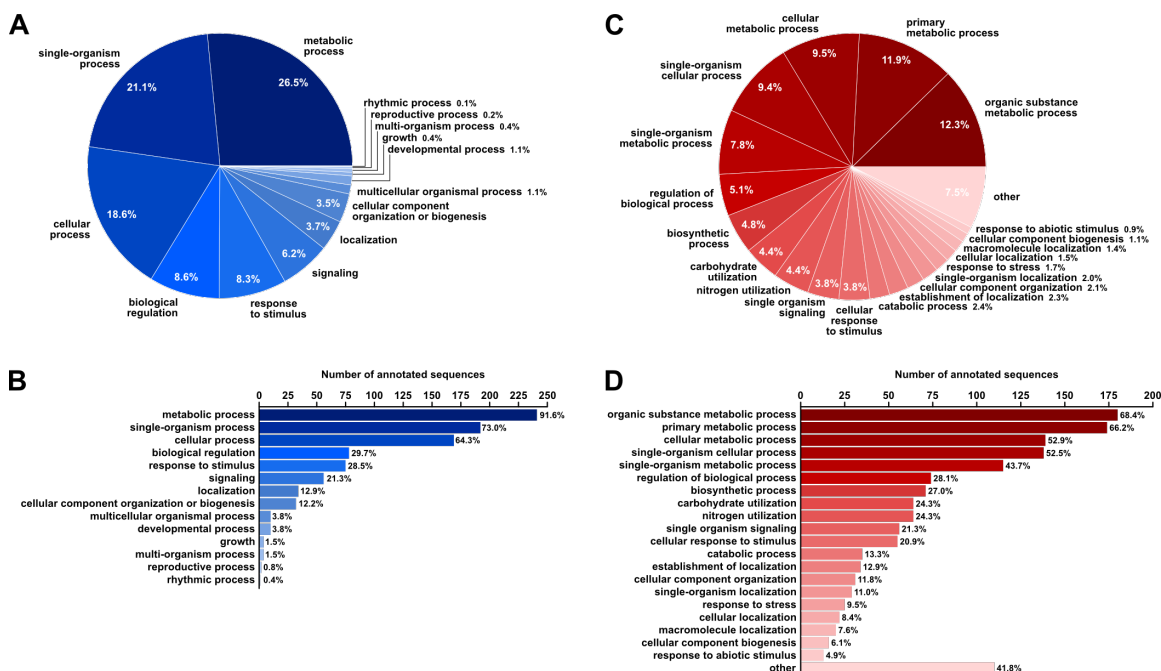 A
metabolic
process
26.5%
single-organism
process
21.1%
cellular
process
18.6%
biological
regulation
8.6%
response
to stimulus
8.3%
signaling
6.2%
localization
3.7%
cellular component
organization or biogenesis
3.5%
multicellular organismal process 1.1%
developmental process 1.1%
growth 0.4%
multi-organism process 0.4%
reproductive process 0.2%
rhythmic process 0.1%
B
Number of annotated sequences
0 25 50 75 100 125 150 175 200 225 250
metabolic process 91.6%
single-organism process 73.0%
cellular process 64.3%
biological regulation 29.7%
response to stimulus 28.5%
signaling 21.3%
localization 12.9%
cellular component organization or biogenesis 12.2%
multicellular organismal process 3.8%
developmental process 3.8%
growth 1.5%
multi-organism process 1.5%
reproductive process 0.8%
rhythmic process 0.4%
C
organic substance
metabolic process
12.3%
primary
metabolic process
11.9%
cellular
metabolic process
9.5%
single-organism
cellular process
9.4%
single-organism
metabolic process
7.8%
regulation of
biological process
5.1%
biosynthetic
process
4.8%
carbohydrate
utilization
4.4%
nitrogen utilization
4.4%
single organism
signaling
3.8%
cellular
response
to stimulus
3.8%
catabolic process 2.4%
establishment of localization 2.3%
cellular component organization 2.1%
single-organism localization 2.0%
response to stress 1.7%
cellular localization 1.5%
macromolecule localization 1.4%
cellular component biogenesis 1.1%
response to abiotic stimulus 0.9%
other
7.5%
D
Number of annotated sequences
0 25 50 75 100 125 150 175 200
organic substance metabolic process 68.4%
primary metabolic process 66.2%
cellular metabolic process 52.9%
single-organism cellular process 52.5%
single-organism metabolic process 43.7%
regulation of biological process 28.1%
biosynthetic process 27.0%
carbohydrate utilization 24.3%
nitrogen utilization 24.3%
single organism signaling 21.3%
cellular response to stimulus 20.9%
catabolic process 13.3%
establishment of localization 12.9%
cellular component organization 11.8%
single-organism localization 11.0%
response to stress 9.5%
cellular localization 8.4%
macromolecule localization 7.6%
cellular component biogenesis 6.1%
response to abiotic stimulus 4.9%
other 41.8%